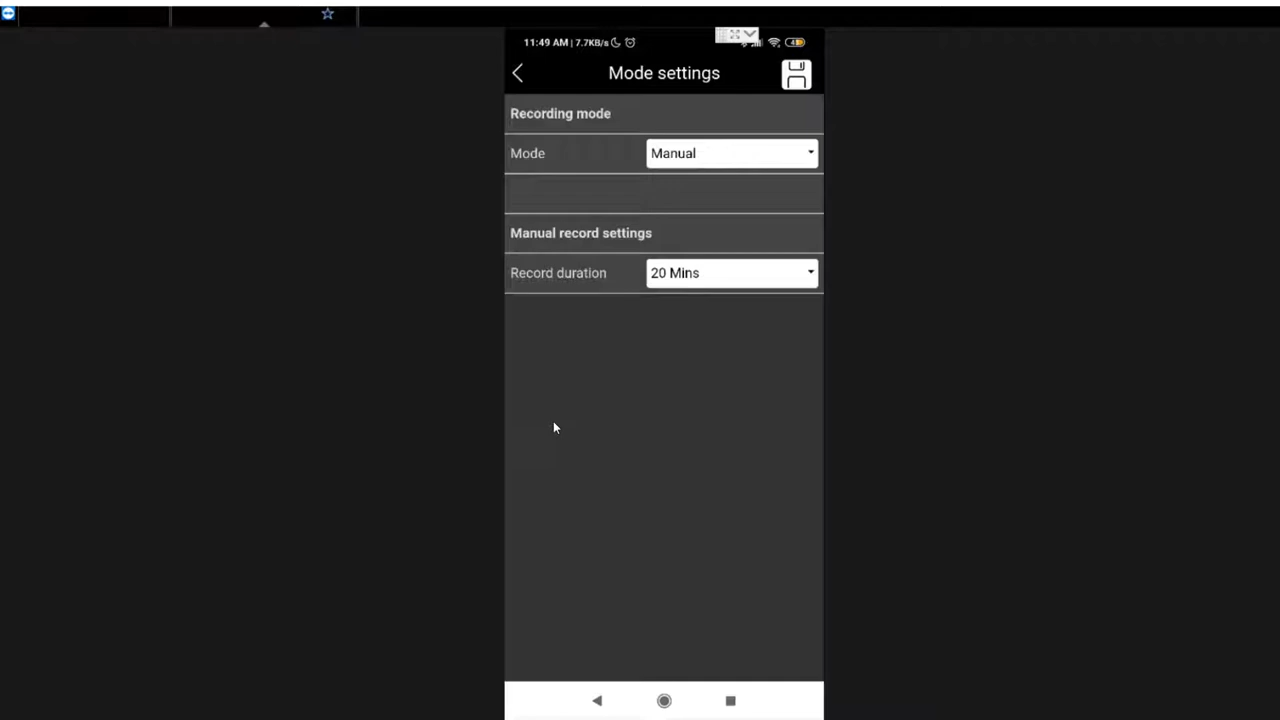 11:49 AM | 7.7KB/s
Mode settings
Recording mode
Mode
Manual
Manual record settings
Record duration
20 Mins